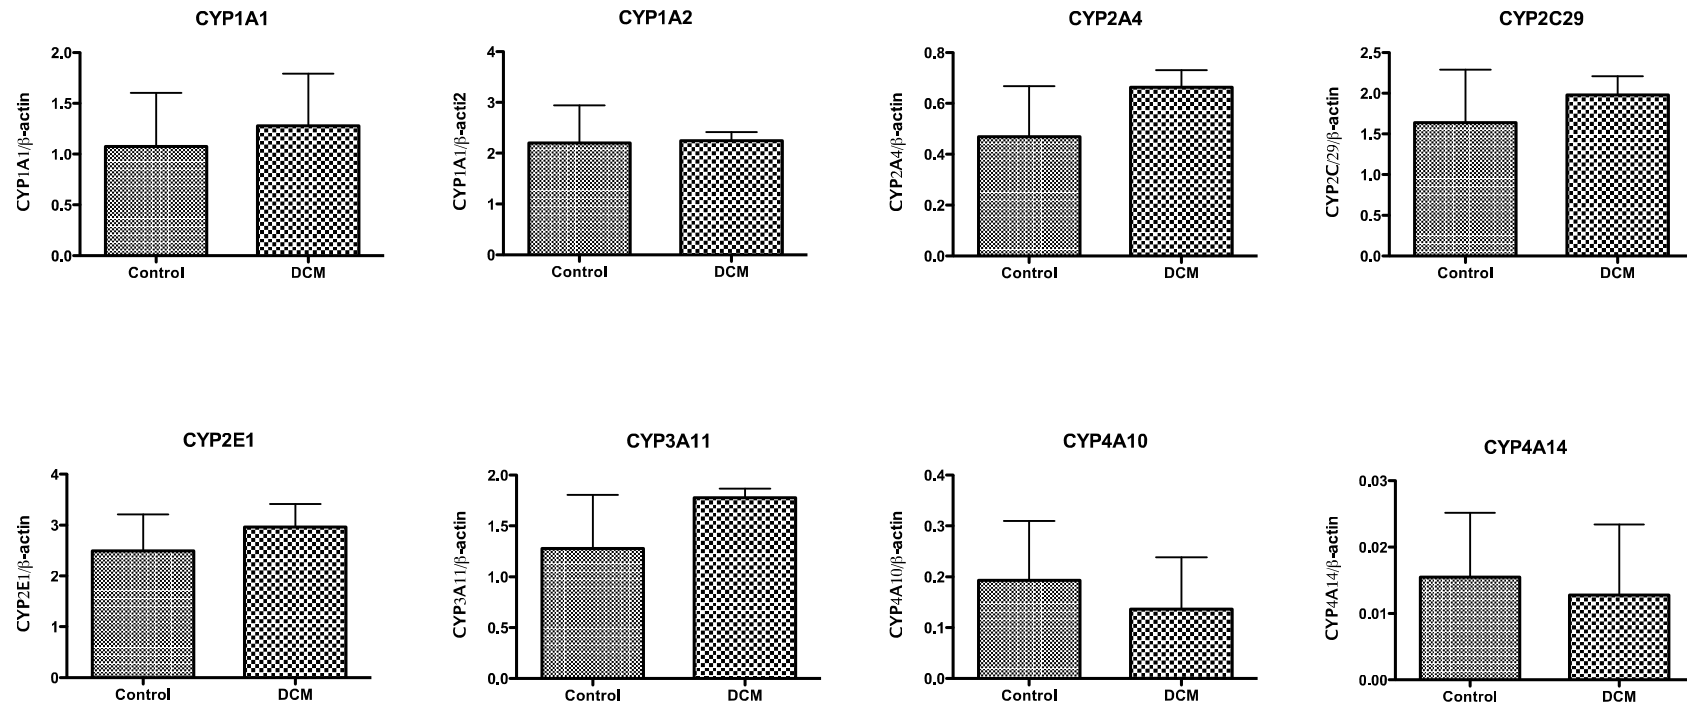 CYP1A1
CYP1A1/β-actin
2.0
1.5
1.0
0.5
0.0
Control DCM
CYP1A2
CYP1A1/β-acti2
4
3
2
1
0
Control DCM
CYP2A4
CYP2A4/β-actin
0.8
0.6
0.4
0.2
0.0
Control DCM
CYP2C29
CYP2C/29/β-actin
2.5
2.0
1.5
1.0
0.5
0.0
Control DCM
CYP2E1
CYP2E1/β-actin
4
3
2
1
0
Control DCM
CYP3A11
CYP3A11/β-actin
2.0
1.5
1.0
0.5
0.0
Control DCM
CYP4A10
CYP4A10/β-actin
0.4
0.3
0.2
0.1
0.0
Control DCM
CYP4A14
CYP4A14/β-actin
0.03
0.02
0.01
0.00
Control DCM